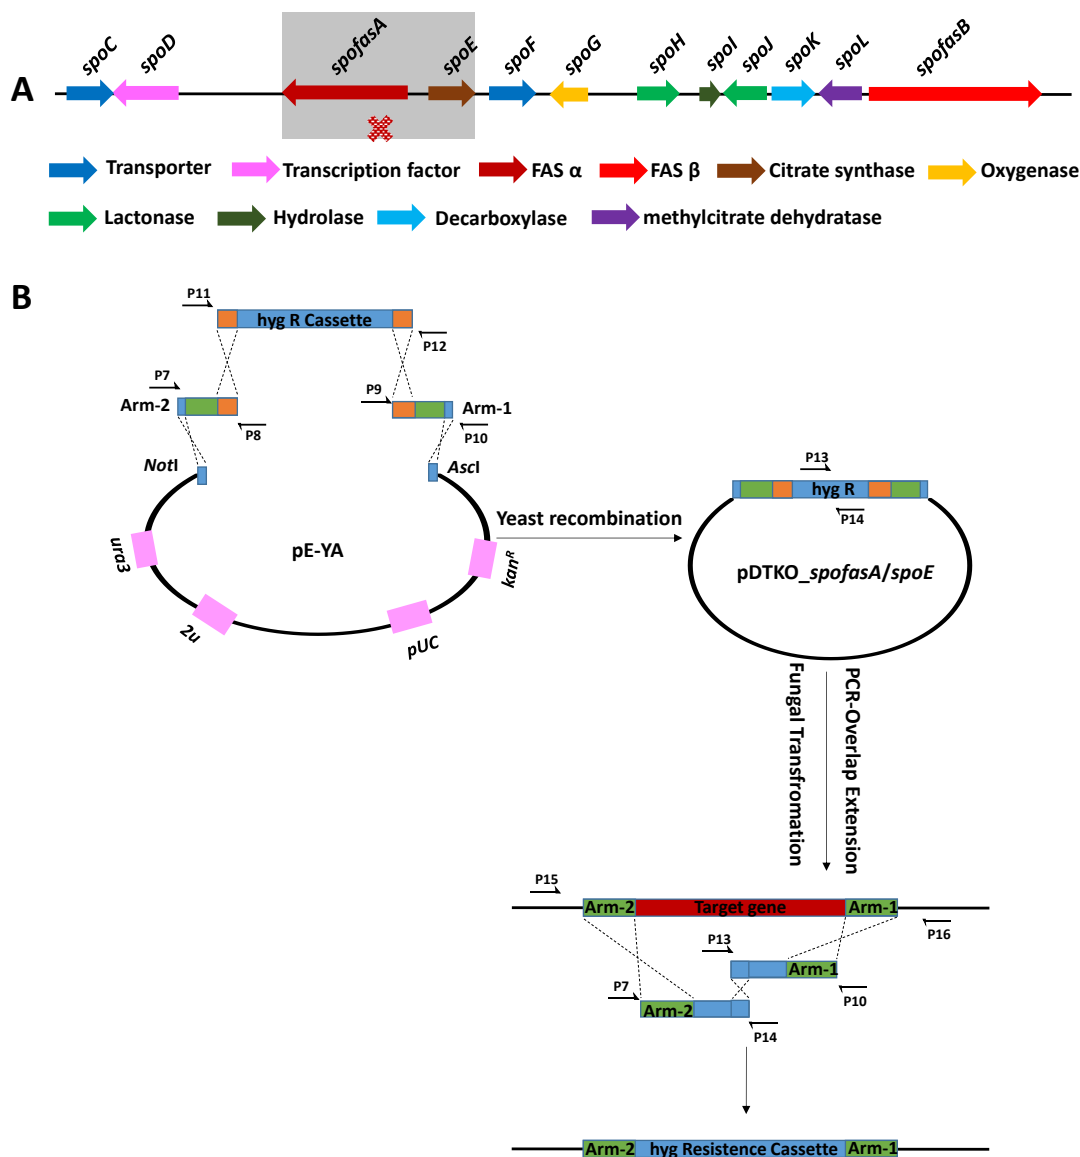 A
spoC
spoD
spofasA
spoE
spoF
spoG
spoH
spoI
spoJ
spoK
spoL
spofasB
Transporter
Transcription factor
FAS α
FAS β
Citrate synthase
Oxygenase
Lactonase
Hydrolase
Decarboxylase
methylcitrate dehydratase
B
P11
hyg R Cassette
P12
P7
P9
Arm-2
Arm-1
P8
P10
NotI
AscI
ura3
pE-YA
kanR
2u
pUC
Yeast recombination
P13
hyg R
P14
pDTKO_spofasA/spoE
PCR-Overlap Extension
Fungal Transfromation
P15
Arm-2
Target gene
Arm-1
P16
P13
Arm-1
P7
P10
Arm-2
P14
Arm-2
hyg Resistence Cassette
Arm-1